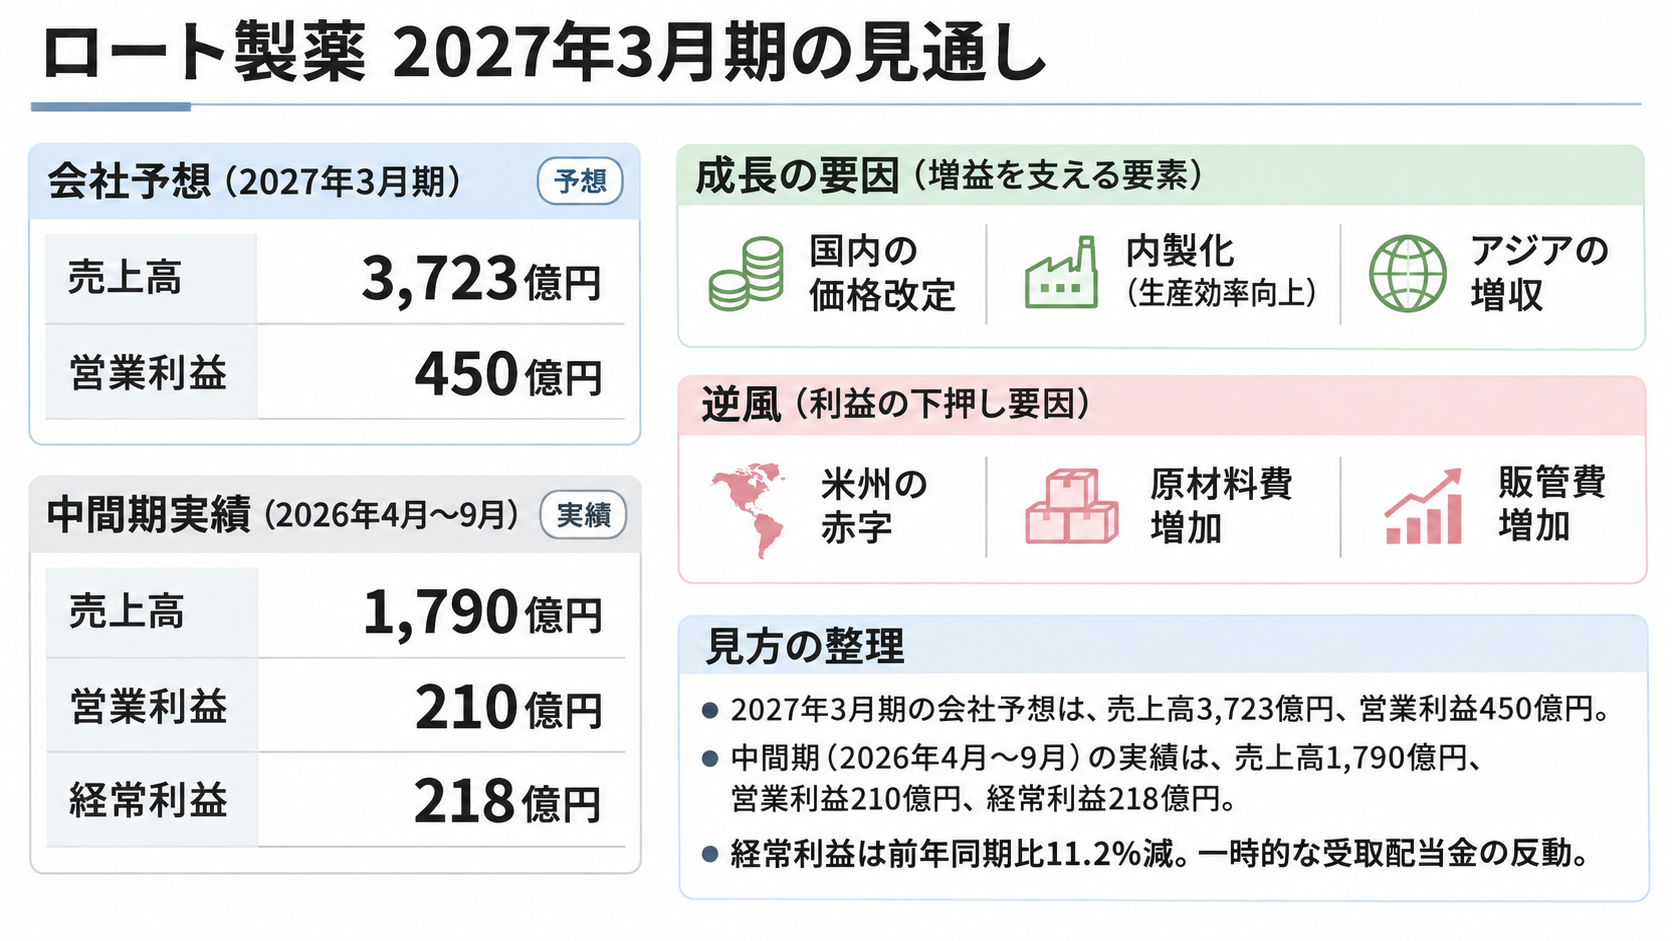 ロート製薬 2027年3月期の見通し
会社予想（2027年3月期） 予想
売上高 3,723億円
営業利益 450億円
中間期実績（2026年4月〜9月） 実績
売上高 1,790億円
営業利益 210億円
経常利益 218億円
成長の要因（増益を支える要素）
国内の
価格改定
内製化
（生産効率向上）
アジアの
増収
逆風（利益の下押し要因）
米州の
赤字
原材料費
増加
販管費
増加
見方の整理
● 2027年3月期の会社予想は、売上高3,723億円、営業利益450億円。
● 中間期（2026年4月〜9月）の実績は、売上高1,790億円、
営業利益210億円、経常利益218億円。
● 経常利益は前年同期比11.2%減。一時的な受取配当金の反動。